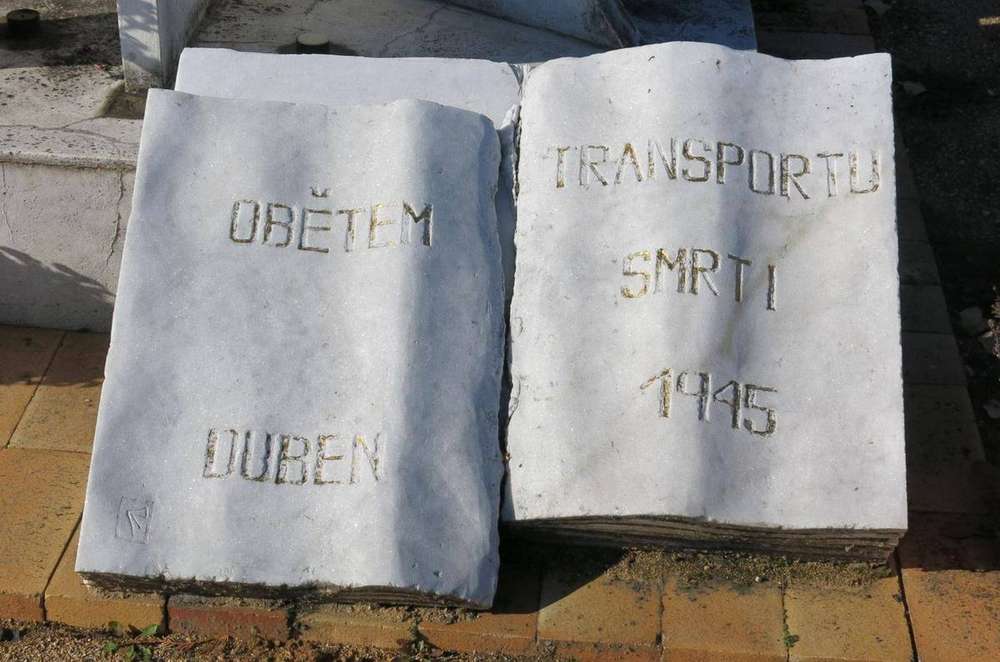 OBĚTEM
TRANSPORTU
SMRTI
DUBEN
1945